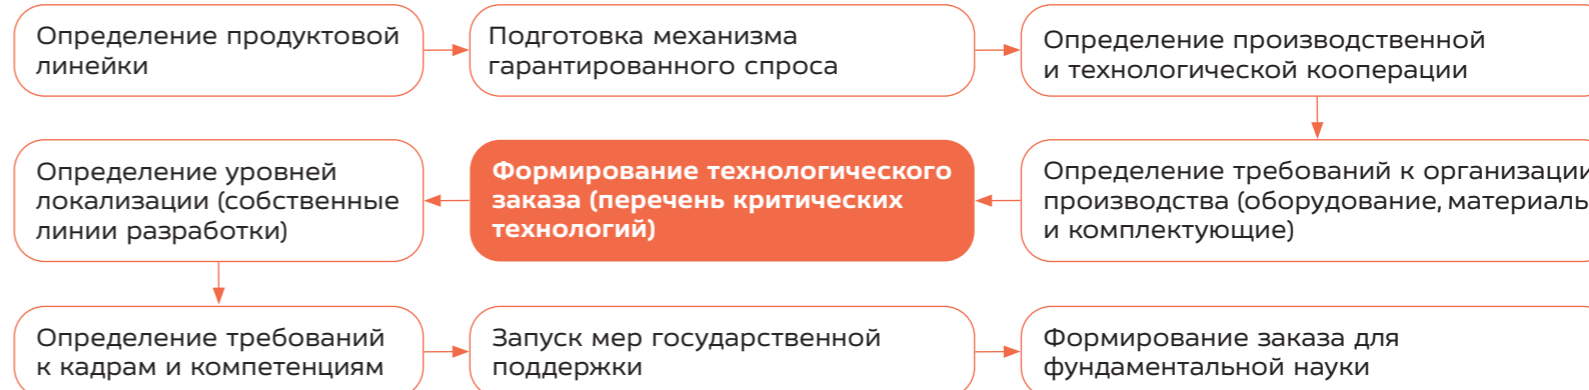 Определение продуктовой
линейки
Подготовка механизма
гарантированного спроса
Определение производственной
и технологической кооперации
Определение уровней
локализации (собственные
линии разработки)
Формирование технологического
заказа (перечень критических
технологий)
Определение требований к организации
производства (оборудование, материалы
и комплектующие)
Определение требований
к кадрам и компетенциям
Запуск мер государственной
поддержки
Формирование заказа для
фундаментальной науки